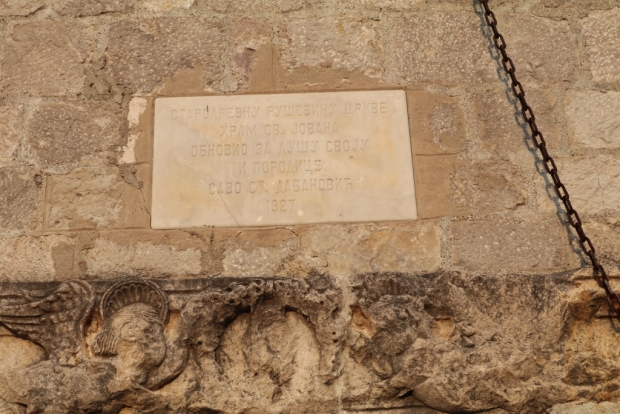 СТАРОДРЕВНУ РУШЕВИНУ ЦРКВЕ
ХРАМ СВ. ЈОВАНА
ОБНОВИО ЗА ДУШУ СВОЈУ
И ПОРОДИЦЕ
САВО СТ. ДАБАНОВИЋ
1927